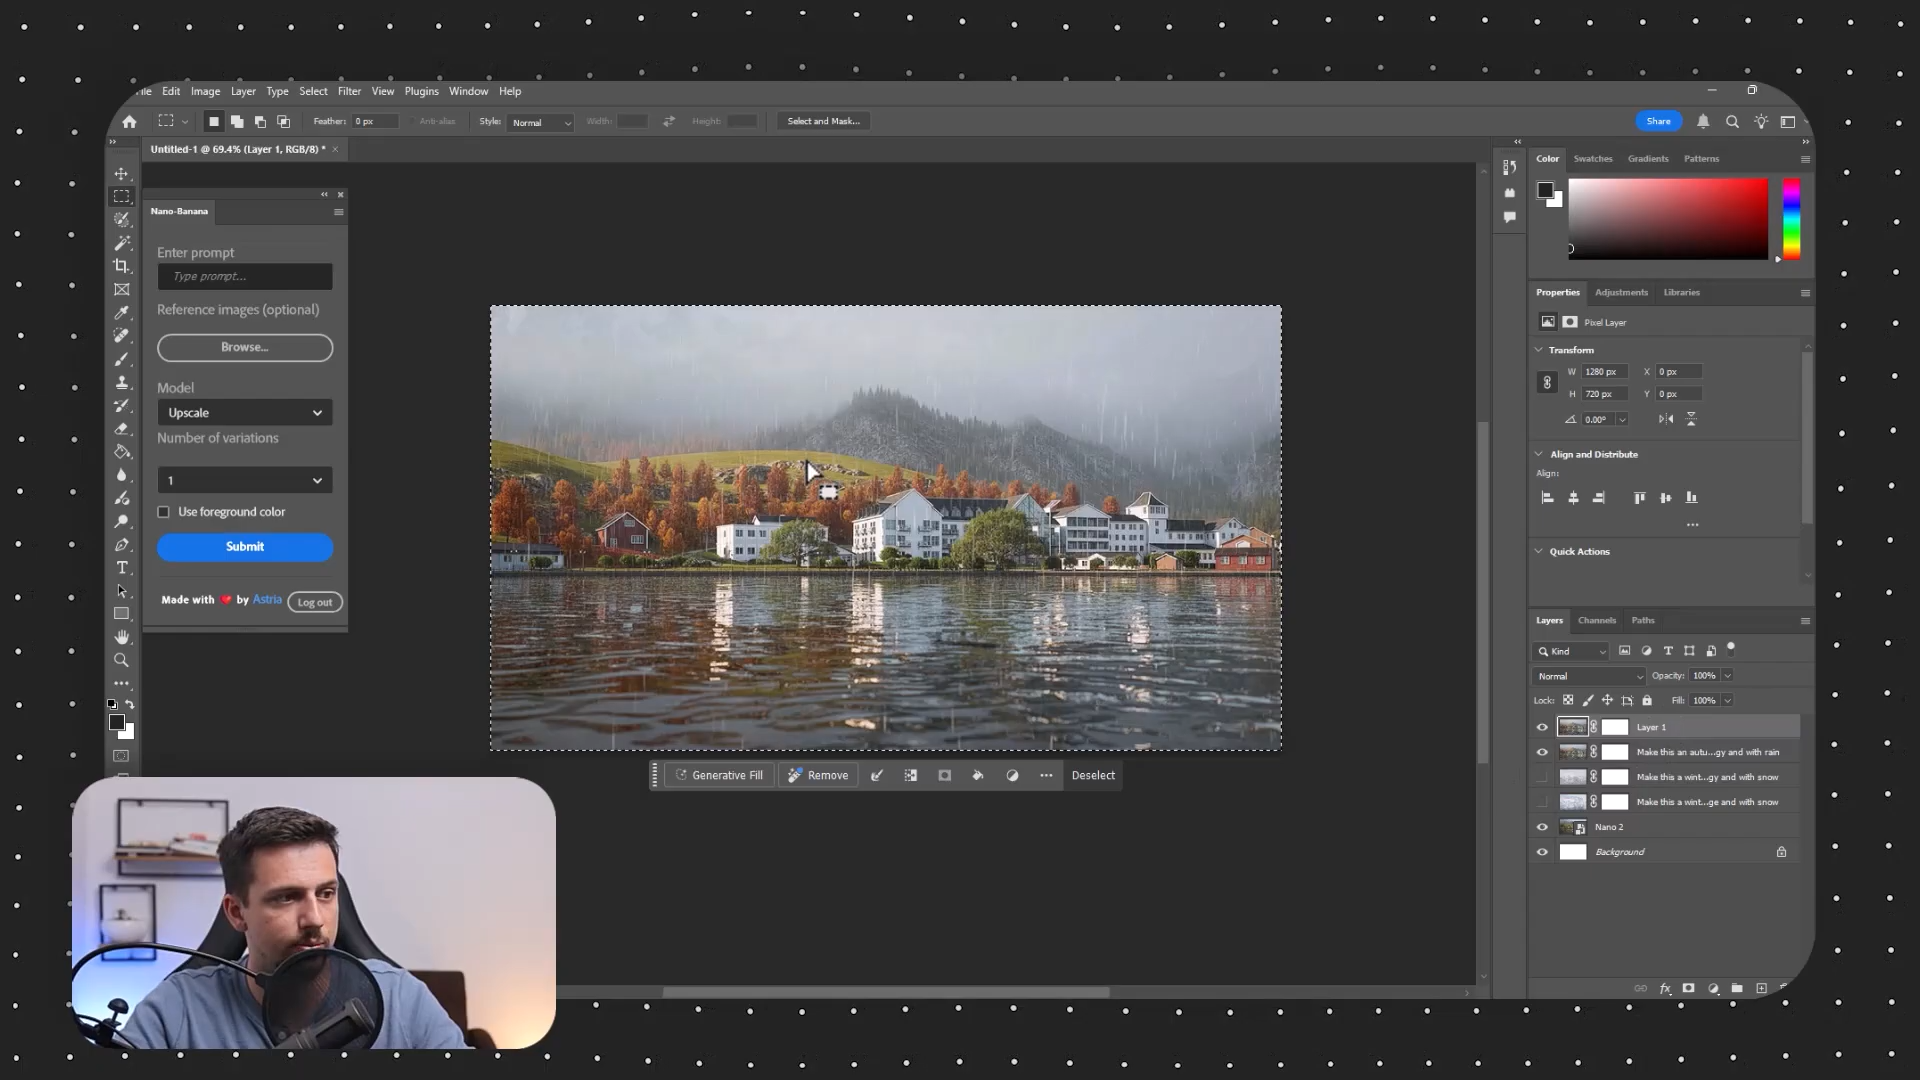 ile Edit Image Layer Type Select Filter View Plugins Window Help
Feather: 0 px Anti-alias Style: Normal Width: Height: Select and Mask... Share
Untitled-1 @ 69.4% (Layer 1, RGB/8) *
Nano-Banana
Enter prompt
Type prompt...
Reference images (optional)
Browse...
Model
Upscale
Number of variations
1
Use foreground color
Submit
Made with ❤ by Astria Log out
Generative Fill Remove Deselect
Color Swatches Gradients Patterns
Properties Adjustments Libraries
Pixel Layer
Transform
W 1280 px X 0 px
H 720 px Y 0 px
0.00°
Align and Distribute
Align:
Quick Actions
Layers Channels Paths
Kind
Normal Opacity: 100%
Lock: Fill: 100%
Layer 1
Make this an autu...gy and with rain
Make this a wint...gy and with snow
Make this a wint...ge and with snow
Nano 2
Background